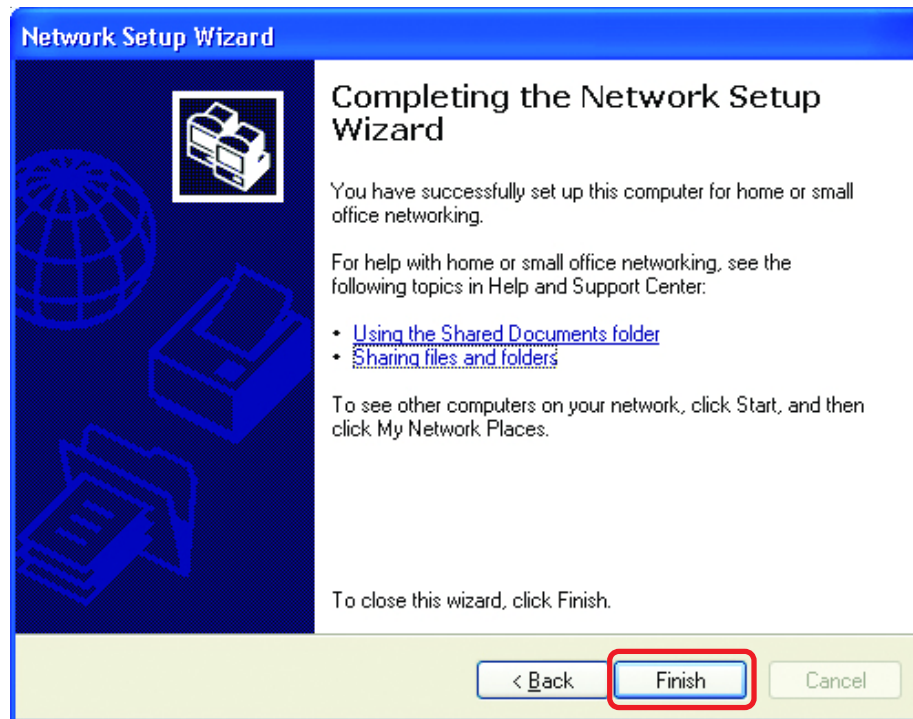 Network Setup Wizard
Completing the Network Setup
Wizard
You have successfully set up this computer for home or small
office networking.
For help with home or small office networking, see the
following topics in Help and Support Center:
• Using the Shared Documents folder
• Sharing files and folders
To see other computers on your network, click Start, and then
click My Network Places.
To close this wizard, click Finish.
< Back Finish Cancel